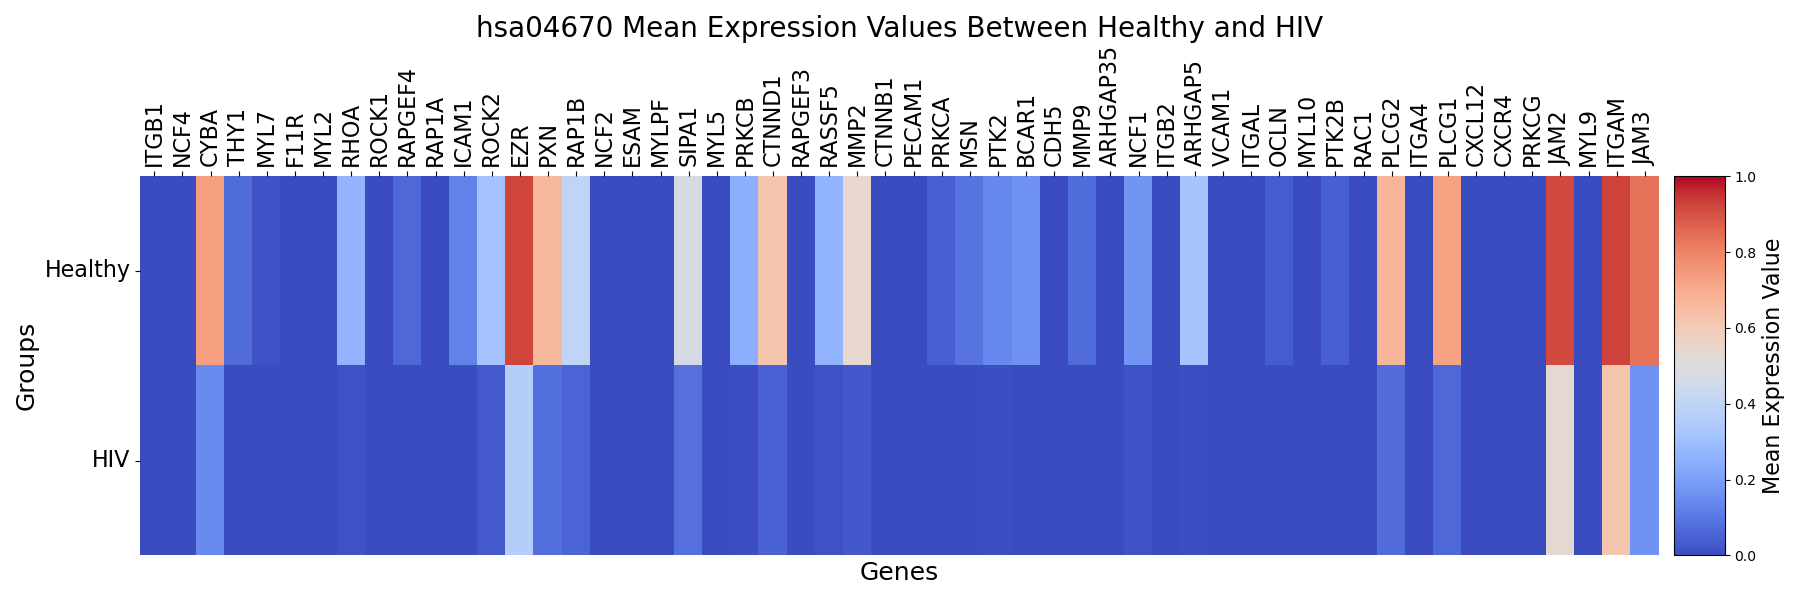 hsa04670 Mean Expression Values Between Healthy and HIV
ITGB1
NCF4
CYBA
THY1
MYL7
F11R
MYL2
RHOA
ROCK1
RAPGEF4
RAP1A
ICAM1
ROCK2
EZR
PXN
RAP1B
NCF2
ESAM
MYLPF
SIPA1
MYL5
PRKCB
CTNND1
RAPGEF3
RASSF5
MMP2
CTNNB1
PECAM1
PRKCA
MSN
PTK2
BCAR1
CDH5
MMP9
ARHGAP35
NCF1
ITGB2
ARHGAP5
VCAM1
ITGAL
OCLN
MYL10
PTK2B
RAC1
PLCG2
ITGA4
PLCG1
CXCL12
CXCR4
PRKCG
JAM2
MYL9
ITGAM
JAM3
Groups
Healthy
HIV
Genes
1.0
0.8
0.6
0.4
0.2
0.0
Mean Expression Value